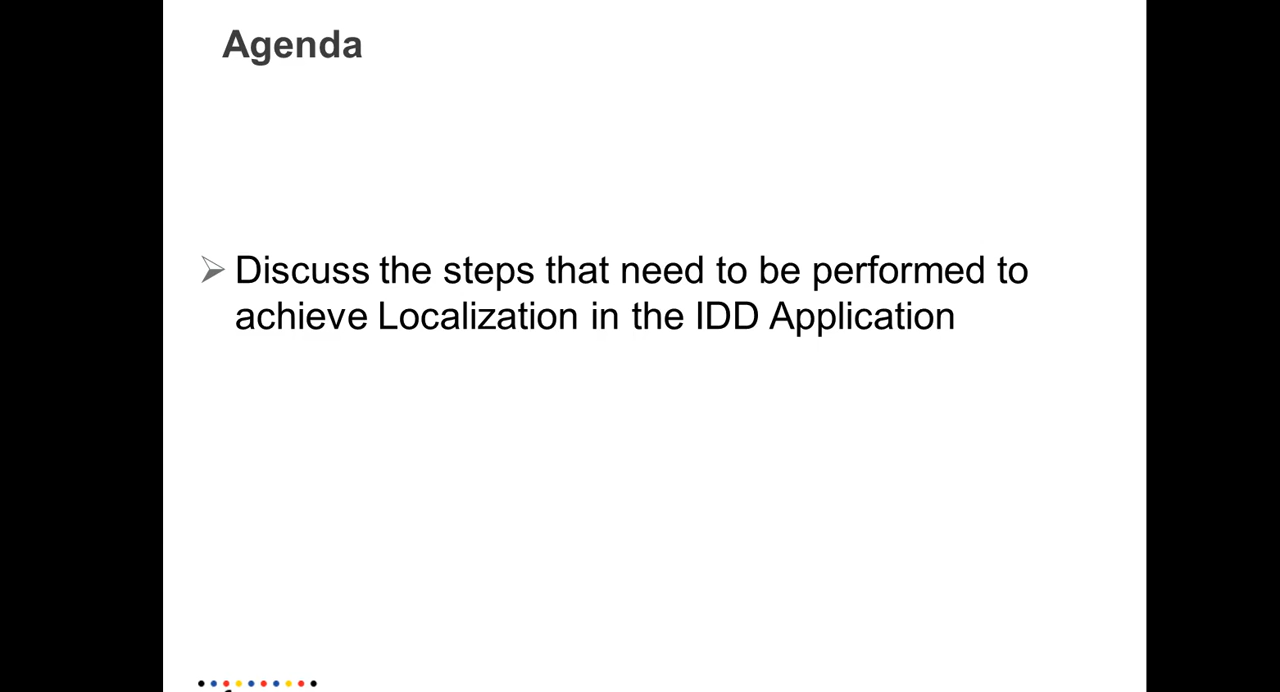 Agenda
Discuss the steps that need to be performed to
achieve Localization in the IDD Application